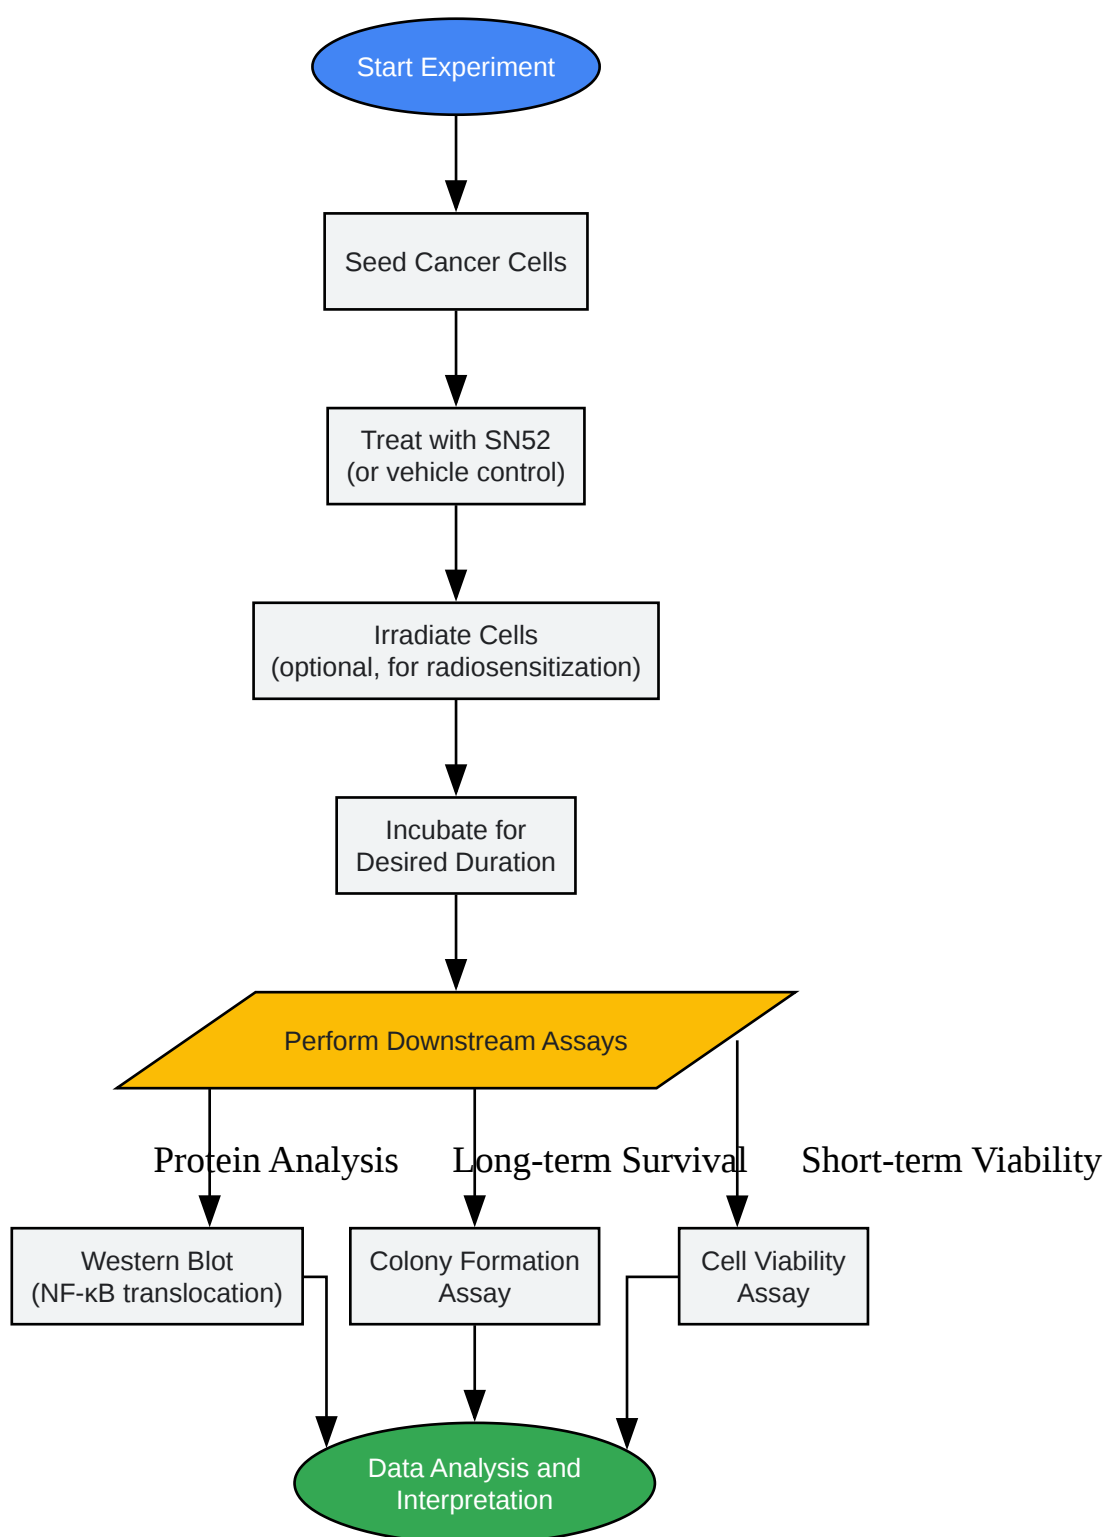 Start Experiment
Seed Cancer Cells
Treat with SN52
(or vehicle control)
Irradiate Cells
(optional, for radiosensitization)
Incubate for
Desired Duration
Perform Downstream Assays
Protein Analysis
Long-term Survival
Short-term Viability
Western Blot
(NF-κB translocation)
Colony Formation
Assay
Cell Viability
Assay
Data Analysis and
Interpretation